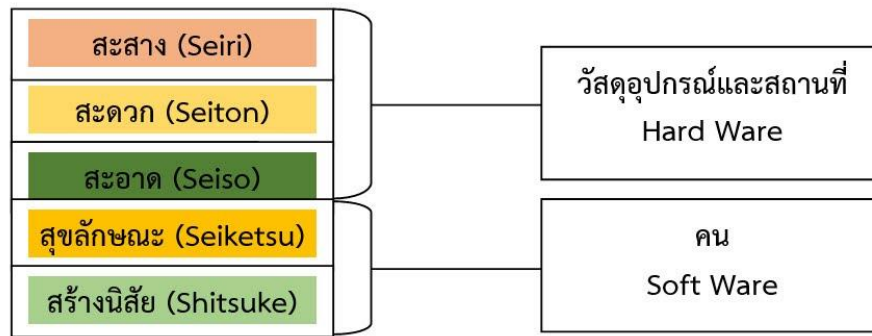 สะสาง (Seiri)
สะดวก (Seiton)
สะอาด (Seiso)
สุขลักษณะ (Seiketsu)
สร้างนิสัย (Shitsuke)
วัสดุอุปกรณ์และสถานที่
Hard Ware
คน
Soft Ware